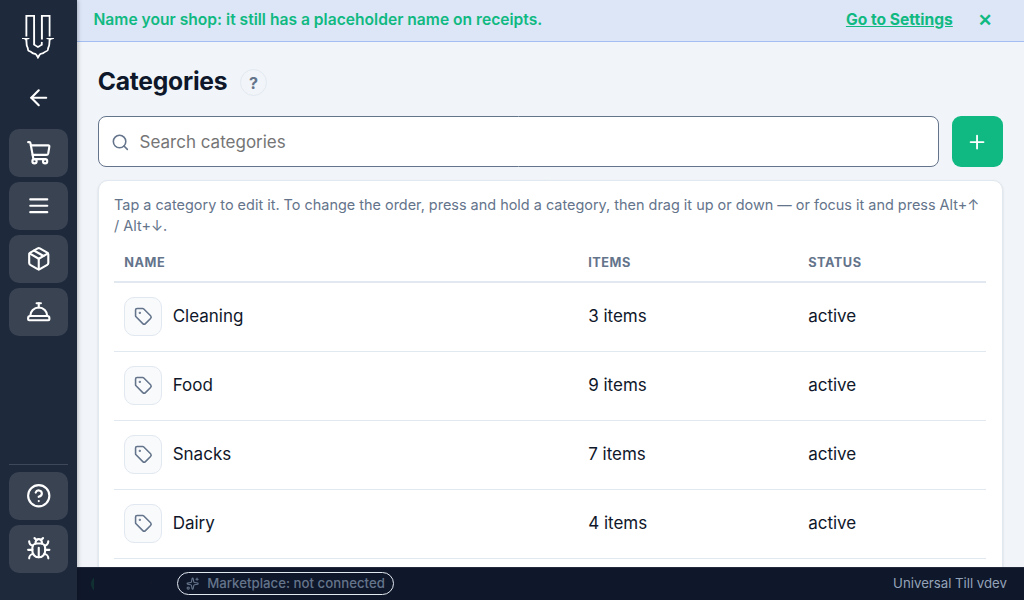 Name your shop: it still has a placeholder name on receipts.
Go to Settings ✕
Categories ?
Search categories
+
Tap a category to edit it. To change the order, press and hold a category, then drag it up or down — or focus it and press Alt+↑
/ Alt+↓.
NAME ITEMS STATUS
Cleaning 3 items active
Food 9 items active
Snacks 7 items active
Dairy 4 items active
Marketplace: not connected
Universal Till vdev